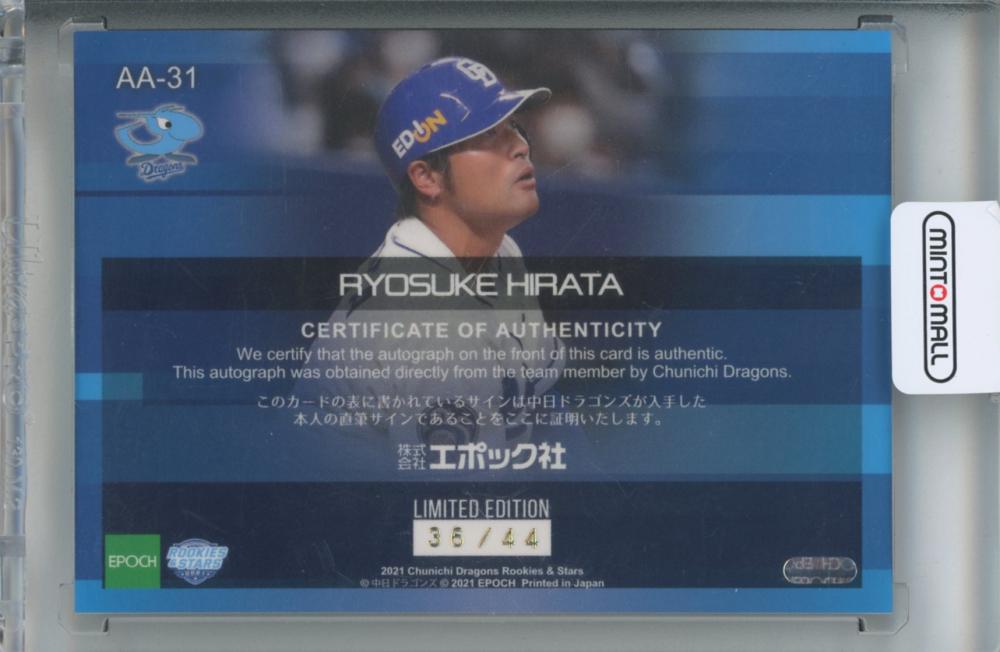 AA-31
Dragons
EDION
RYOSUKE HIRATA
CERTIFICATE OF AUTHENTICITY
We certify that the autograph on the front of this card is authentic.
This autograph was obtained directly from the team member by Chunichi Dragons.
このカードの表に書かれているサインは中日ドラゴンズが入手した
本人の直筆サインであることをここに証明いたします。
株式会社エポック社
LIMITED EDITION
36/44
EPOCH
ROOKIES & STARS
2021 Chunichi Dragons Rookies & Stars
© 中日ドラゴンズ © 2021 EPOCH Printed in Japan
MINT MALL